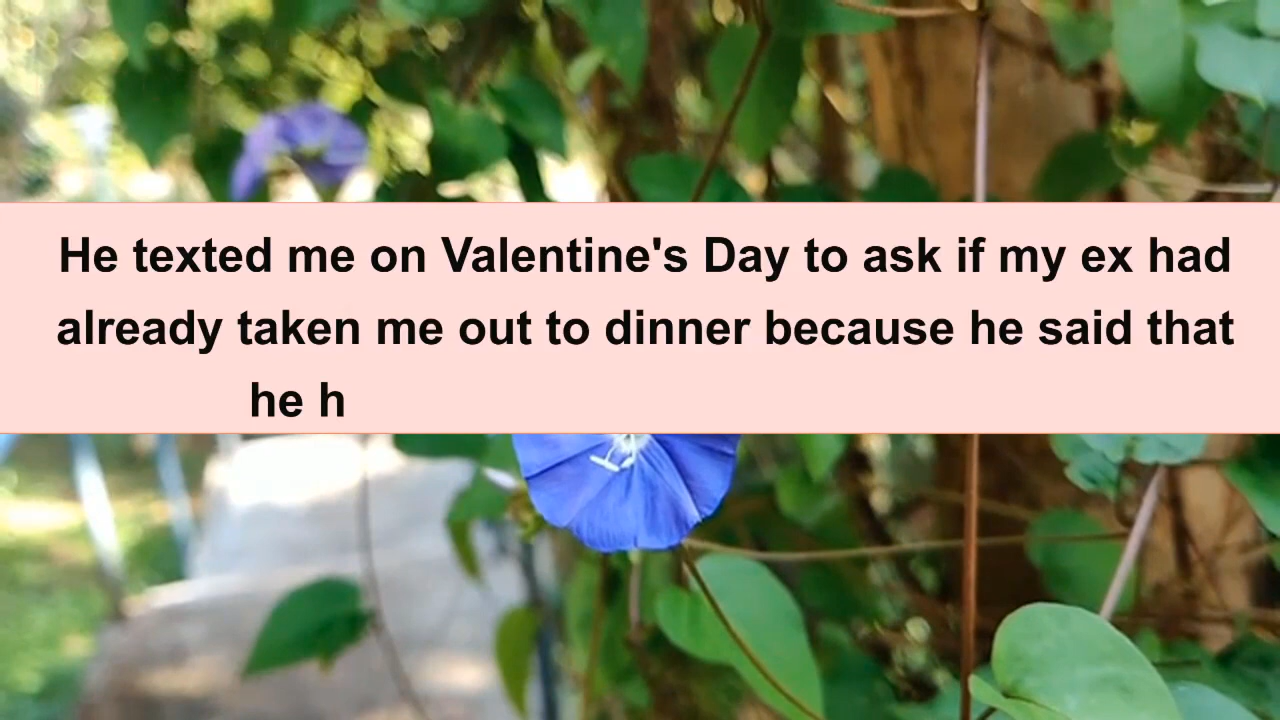 He texted me on Valentine's Day to ask if my ex had
already taken me out to dinner because he said that
he h